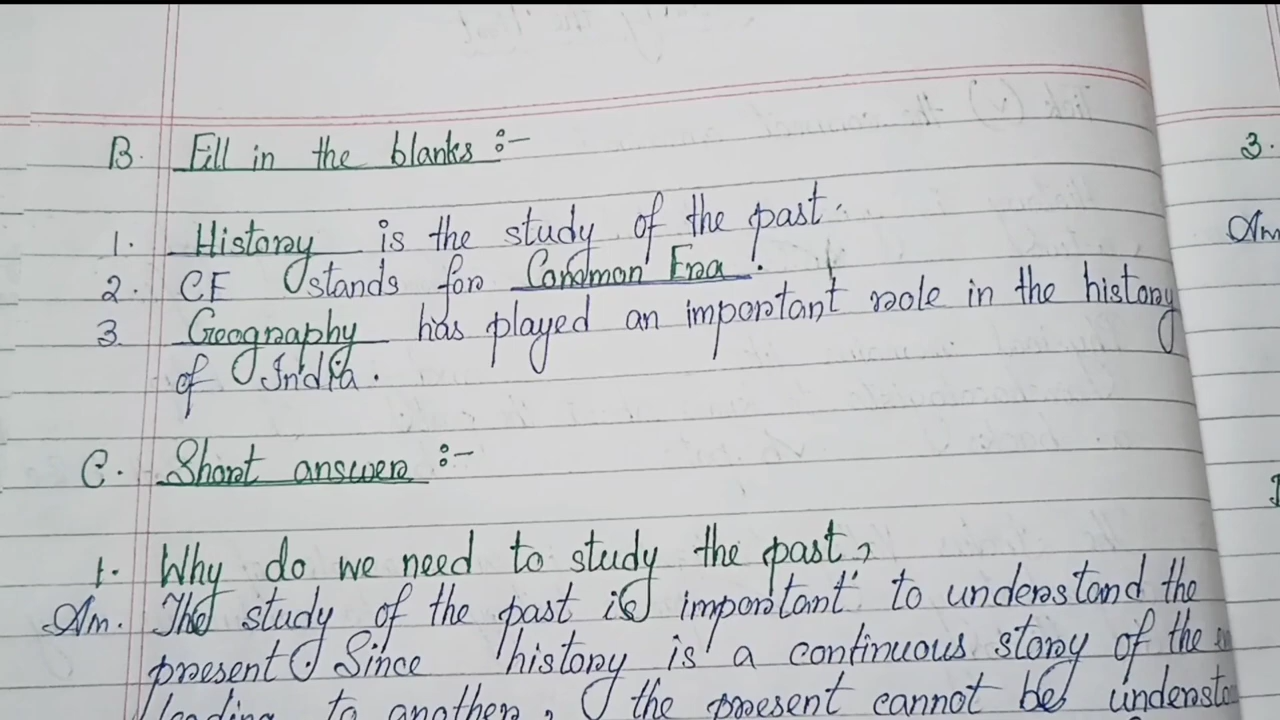 B. Fill in the blanks :-
1. History is the study of the past.
2. CE stands for Common Era.
3. Geography has played an important role in the history
of India.
C. Short answer :-
1. Why do we need to study the past?
Ans. The study of the past is important to understand the
present. Since history is a continuous story of the
leading to another, the present cannot be
3.
Ans